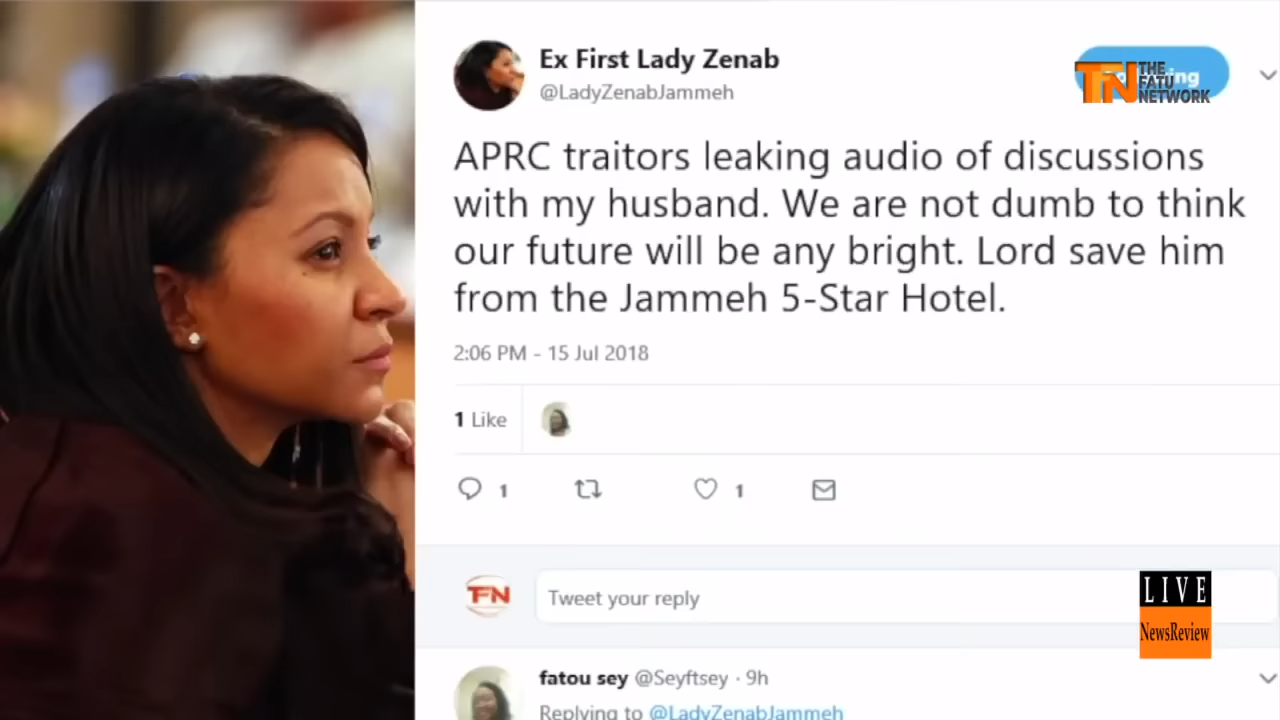 Ex First Lady Zenab
@LadyZenabJammeh
TFN THE
FATU
NETWORK
APRC traitors leaking audio of discussions
with my husband. We are not dumb to think
our future will be any bright. Lord save him
from the Jammeh 5-Star Hotel.
2:06 PM - 15 Jul 2018
1 Like
1
1
TFN
Tweet your reply
LIVE
NewsReview
fatou sey @Seyftsey · 9h
Replying to @LadyZenabJammeh